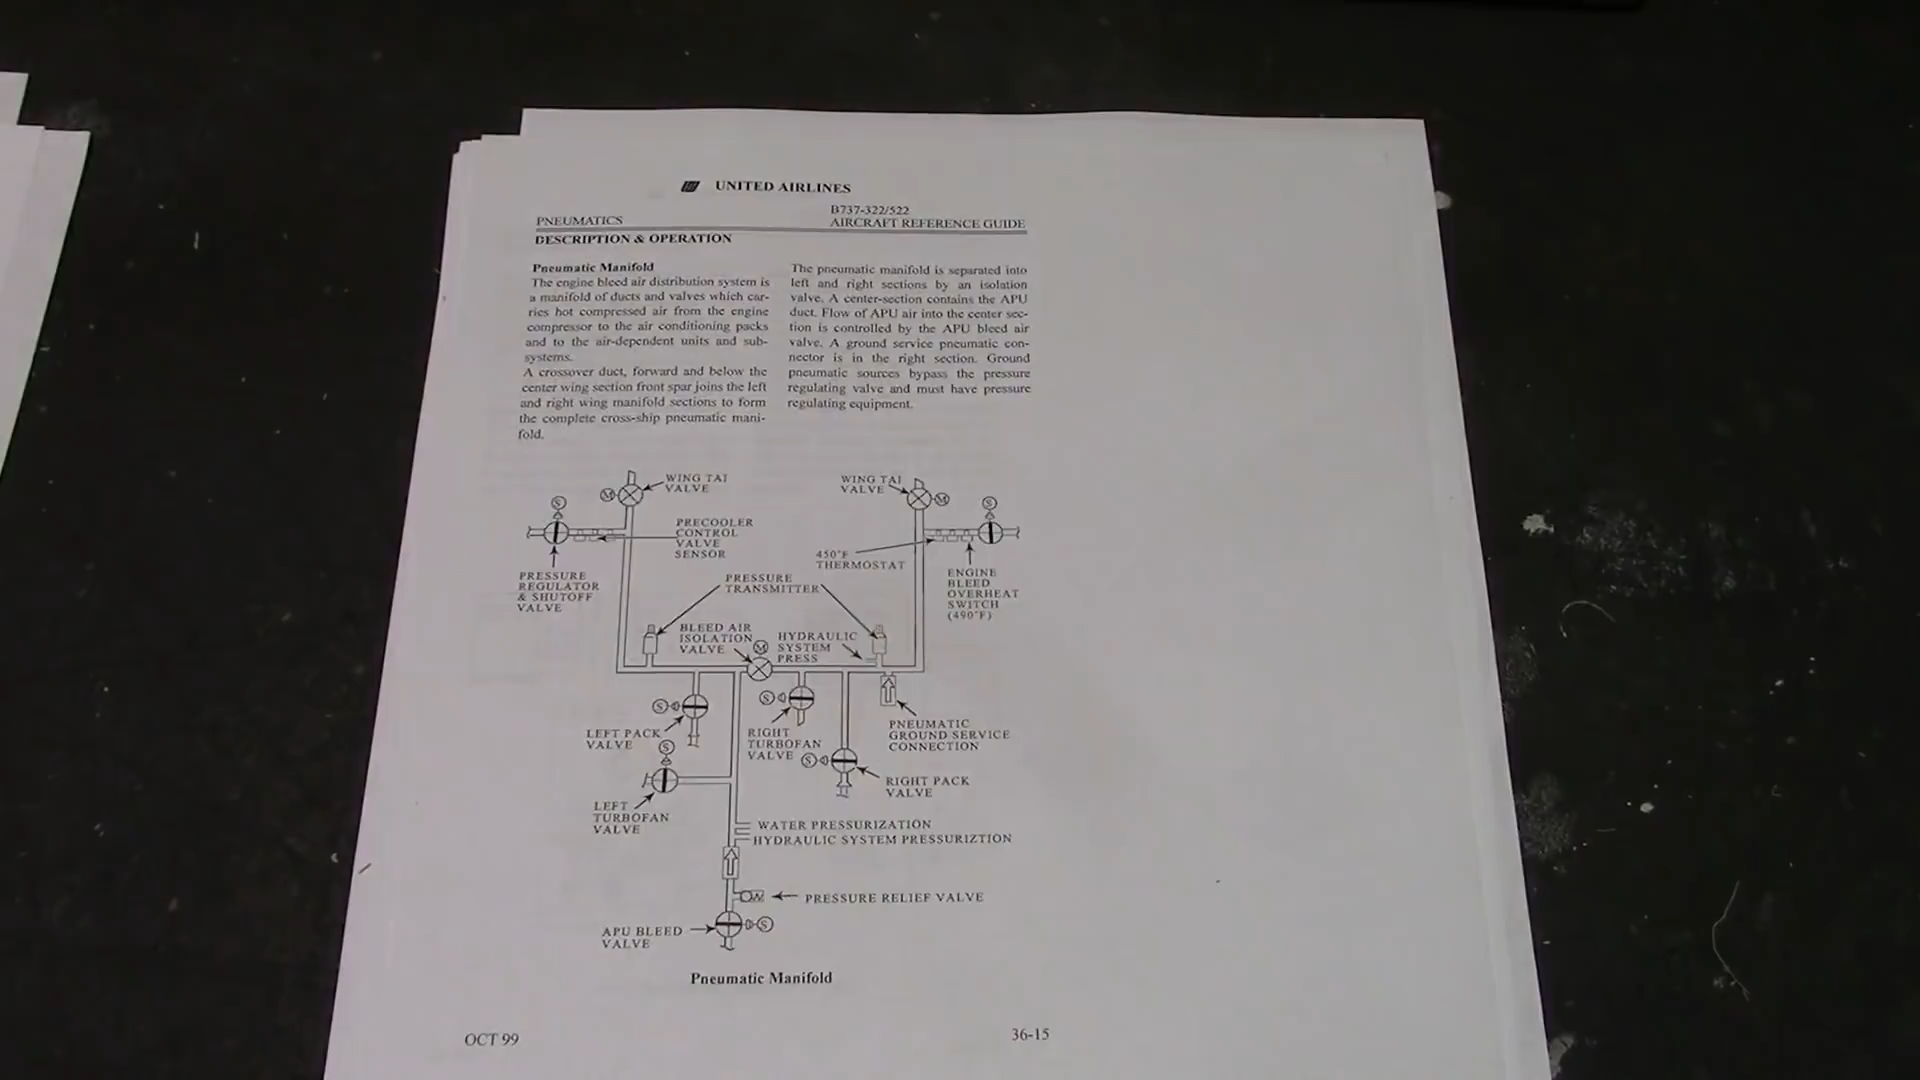 UNITED AIRLINES
B737-322/522
PNEUMATICS
AIRCRAFT REFERENCE GUIDE
DESCRIPTION & OPERATION
Pneumatic Manifold
The engine bleed air distribution system is
a manifold of ducts and valves which car-
ries hot compressed air from the engine
compressor to the air conditioning packs
and to the air-dependent units and sub-
systems.
A crossover duct, forward and below the
center wing section front spar joins the left
and right wing manifold sections to form
the complete cross-ship pneumatic mani-
fold.
The pneumatic manifold is separated into
left and right sections by an isolation
valve. A center-section contains the APU
duct. Flow of APU air into the center sec-
tion is controlled by the APU bleed air
valve. A ground service pneumatic con-
nector is in the right section. Ground
pneumatic sources bypass the pressure
regulating valve and must have pressure
regulating equipment.
WING TAI
VALVE
M
S
WING TAI
VALVE
M
S
PRECOOLER
CONTROL
VALVE
SENSOR
450°F
THERMOSTAT
PRESSURE
REGULATOR
& SHUTOFF
VALVE
PRESSURE
TRANSMITTER
ENGINE
BLEED
OVERHEAT
SWITCH
(490°F)
BLEED AIR
ISOLATION
VALVE
M
HYDRAULIC
SYSTEM
PRESS
S
S
LEFT PACK
VALVE
S
RIGHT
TURBOFAN
VALVE
S
PNEUMATIC
GROUND SERVICE
CONNECTION
RIGHT PACK
VALVE
LEFT
TURBOFAN
VALVE
WATER PRESSURIZATION
HYDRAULIC SYSTEM PRESSURIZTION
PRESSURE RELIEF VALVE
APU BLEED
VALVE
S
Pneumatic Manifold
OCT 99
36-15